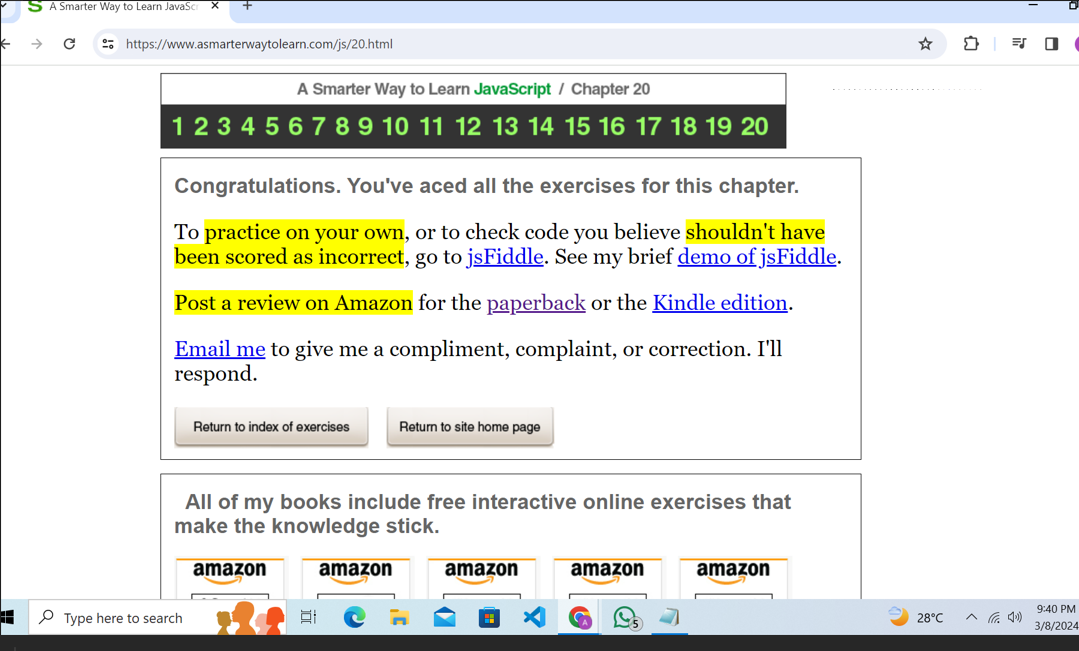 A Smarter Way to Learn JavaSc
https://www.asmarterwaytolearn.com/js/20.html
A Smarter Way to Learn JavaScript / Chapter 20
1 2 3 4 5 6 7 8 9 10 11 12 13 14 15 16 17 18 19 20
Congratulations. You've aced all the exercises for this chapter.
To practice on your own, or to check code you believe shouldn't have
been scored as incorrect, go to jsFiddle. See my brief demo of jsFiddle.
Post a review on Amazon for the paperback or the Kindle edition.
Email me to give me a compliment, complaint, or correction. I'll
respond.
Return to index of exercises Return to site home page
All of my books include free interactive online exercises that
make the knowledge stick.
amazon amazon amazon amazon amazon
Type here to search
A
5
28°C
9:40 PM
3/8/2024